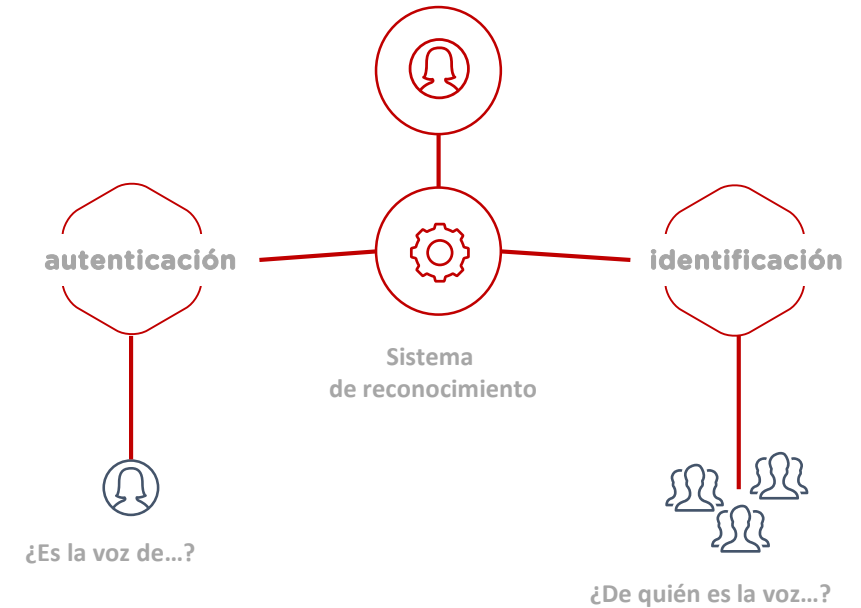 autenticación
identificación
Sistema
de reconocimiento
¿Es la voz de...?
¿De quién es la voz...?